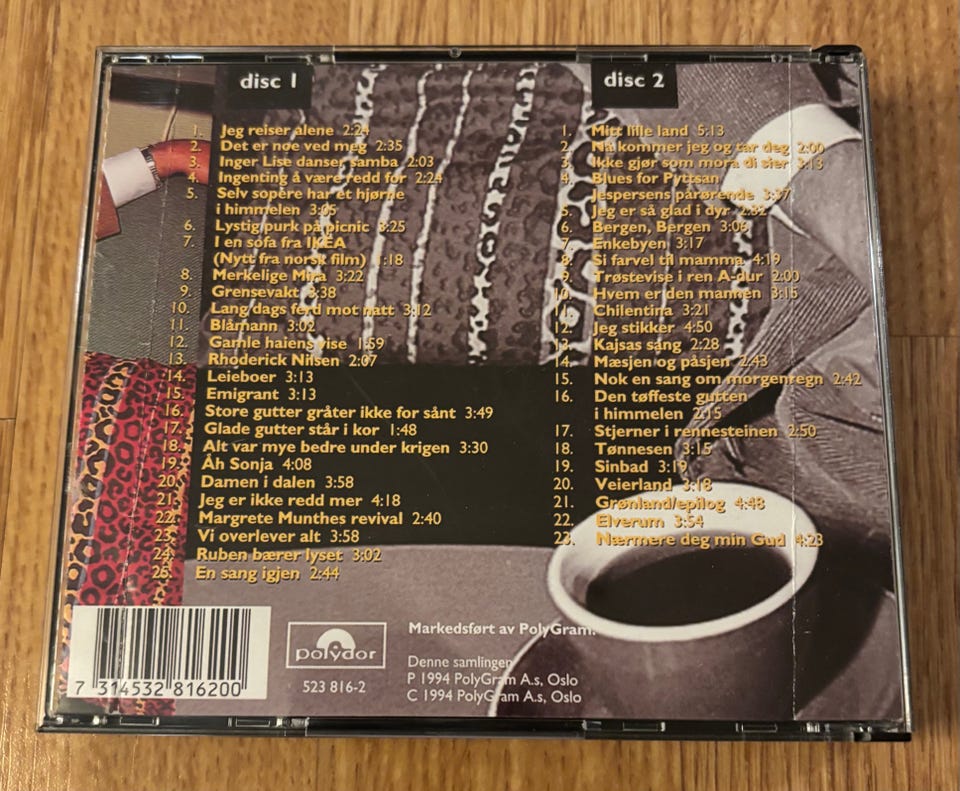 disc 1
1. Jeg reiser alene 2:24
2. Det er noe ved meg 2:35
3. Inger Lise danser samba 2:03
4. Ingenting å være redd for 2:24
5. Selv sopere har et hjørne
i himmelen 3:05
6. Lystig purk på picnic 3:25
7. I en sofa fra IKEA
(Nytt fra norsk film) 1:18
8. Merkelige Mira 3:22
9. Grensevakt 3:38
10. Lang dags ferd mot natt 3:12
11. Blåmann 3:02
12. Gamle haiens vise 1:59
13. Rhoderick Nilsen 2:07
14. Leieboer 3:13
15. Emigrant 3:13
16. Store gutter gråter ikke for sånt 3:49
17. Glade gutter står i kor 1:48
18. Alt var mye bedre under krigen 3:30
19. Åh Sonja 4:08
20. Damen i dalen 3:58
21. Jeg er ikke redd mer 4:18
22. Margrete Munthes revival 2:40
23. Vi overlever alt 3:58
24. Ruben bærer lyset 3:02
25. En sang igjen 2:44
disc 2
1. Mitt lille land 5:13
2. Nå kommer jeg og tar deg 2:00
3. Ikke gjør som mora di sier 3:13
4. Blues for Pyttsan
Jespersens pårørende 3:37
5. Jeg er så glad i dyr 2:32
6. Bergen, Bergen 3:06
7. Enkebyen 3:17
8. Si farvel til mamma 4:19
9. Trøstevise i ren A-dur 2:00
10. Hvem er den mannen 3:15
11. Chilentina 3:21
12. Jeg stikker 4:50
13. Kajsas sang 2:28
14. Mæsjen og påsjen 2:43
15. Nok en sang om morgenregn 2:42
16. Den tøffeste gutten
i himmelen 2:15
17. Stjerner i rennesteinen 2:50
18. Tønnesen 3:15
19. Sinbad 3:19
20. Veierland 3:18
21. Grønland/epilog 4:48
22. Elverum 3:54
23. Nærmere deg min Gud 4:23
7 314532 816200
polydor
523 816-2
Markedsført av PolyGram.
Denne samlingen
P 1994 PolyGram A.s, Oslo
C 1994 PolyGram A.s, Oslo